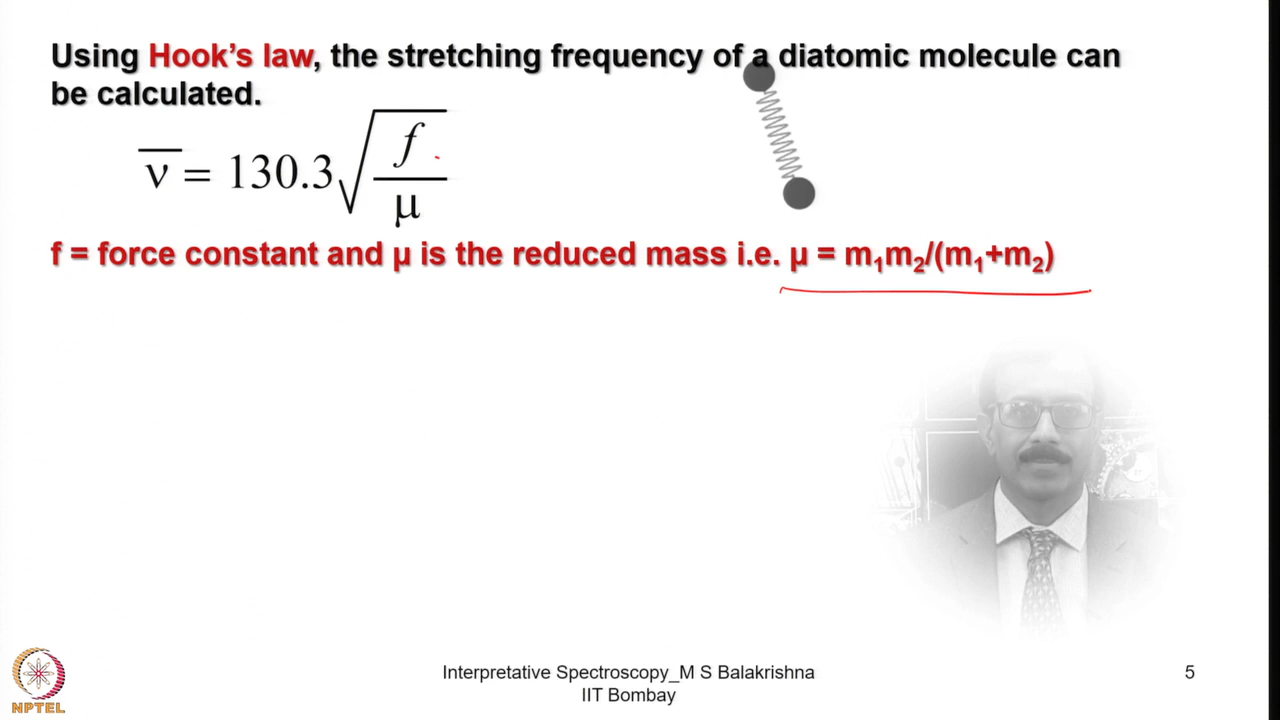 Using Hook's law, the stretching frequency of a diatomic molecule can
be calculated.
ν̅ = 130.3√(f/μ)
f = force constant and μ is the reduced mass i.e. μ = m₁m₂/(m₁+m₂)
NPTEL
Interpretative Spectroscopy_M S Balakrishna
IIT Bombay
5